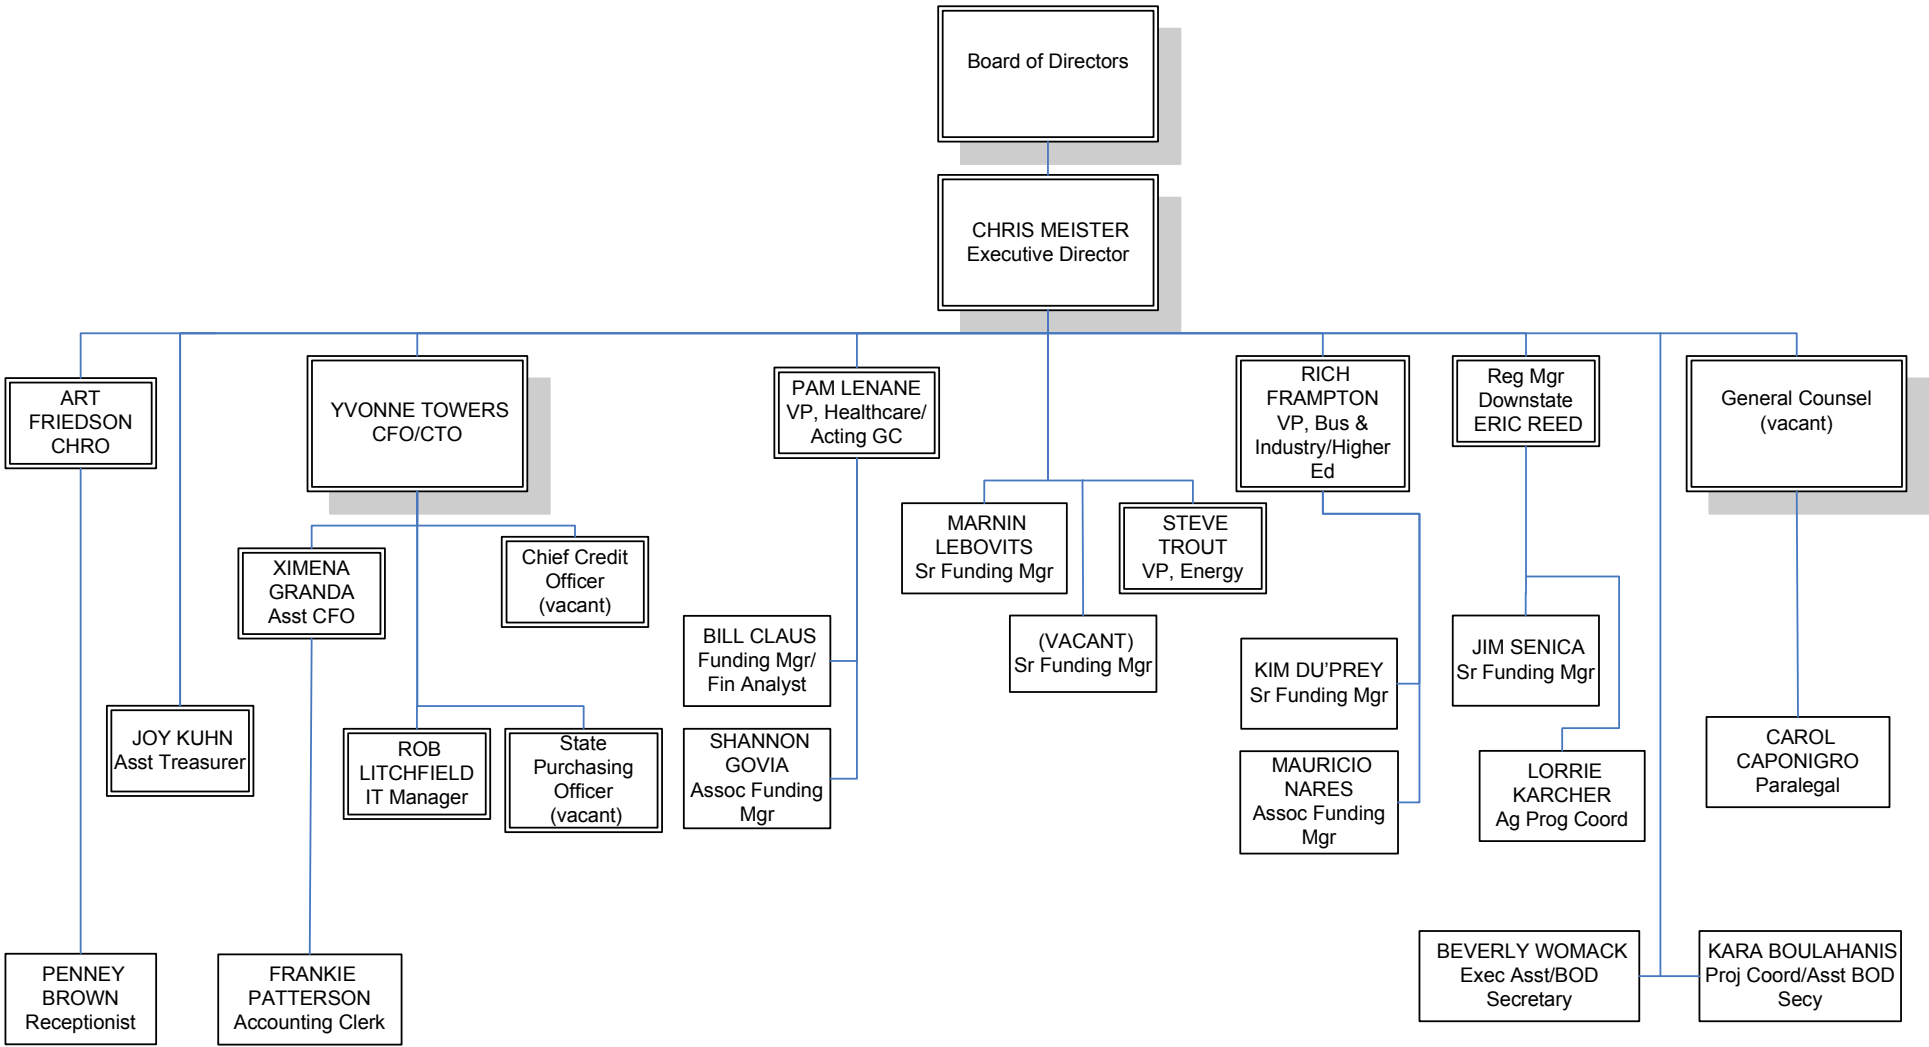 Board of Directors
CHRIS MEISTER
Executive Director
ART
FRIEDSON
CHRO
YVONNE TOWERS
CFO/CTO
PAM LENANE
VP, Healthcare/
Acting GC
RICH
FRAMPTON
VP, Bus &
Industry/Higher
Ed
Reg Mgr
Downstate
ERIC REED
General Counsel
(vacant)
MARNIN
LEBOVITS
Sr Funding Mgr
STEVE
TROUT
VP, Energy
XIMENA
GRANDA
Asst CFO
Chief Credit
Officer
(vacant)
BILL CLAUS
Funding Mgr/
Fin Analyst
(VACANT)
Sr Funding Mgr
KIM DU’PREY
Sr Funding Mgr
JIM SENICA
Sr Funding Mgr
JOY KUHN
Asst Treasurer
ROB
LITCHFIELD
IT Manager
State
Purchasing
Officer
(vacant)
SHANNON
GOVIA
Assoc Funding
Mgr
MAURICIO
NARES
Assoc Funding
Mgr
LORRIE
KARCHER
Ag Prog Coord
CAROL
CAPONIGRO
Paralegal
PENNEY
BROWN
Receptionist
FRANKIE
PATTERSON
Accounting Clerk
BEVERLY WOMACK
Exec Asst/BOD
Secretary
KARA BOULAHANIS
Proj Coord/Asst BOD
Secy